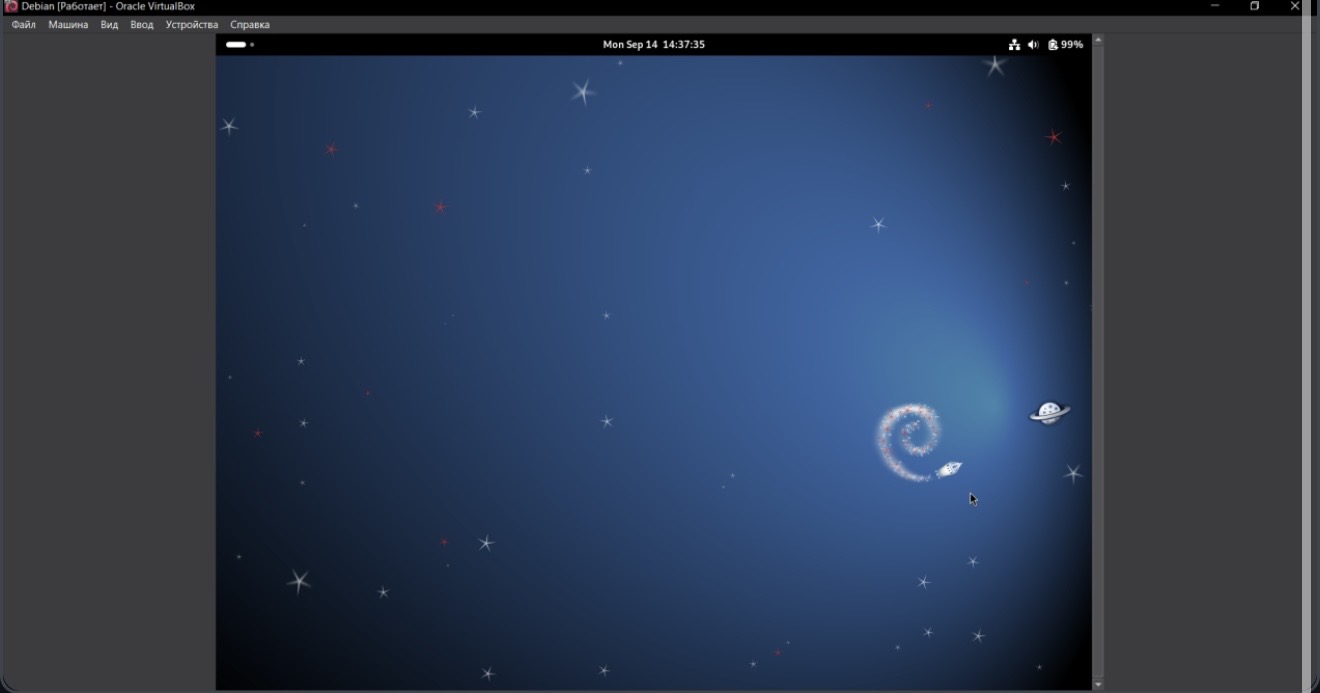 Debian [Работает] - Oracle VirtualBox
Файл Машина Вид Ввод Устройства Справка
Mon Sep 14 14:37:35 99%